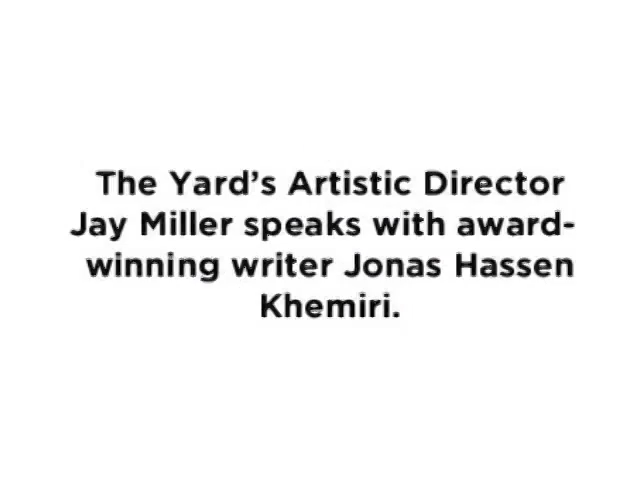 The Yard’s Artistic Director
Jay Miller speaks with award-
winning writer Jonas Hassen
Khemiri.